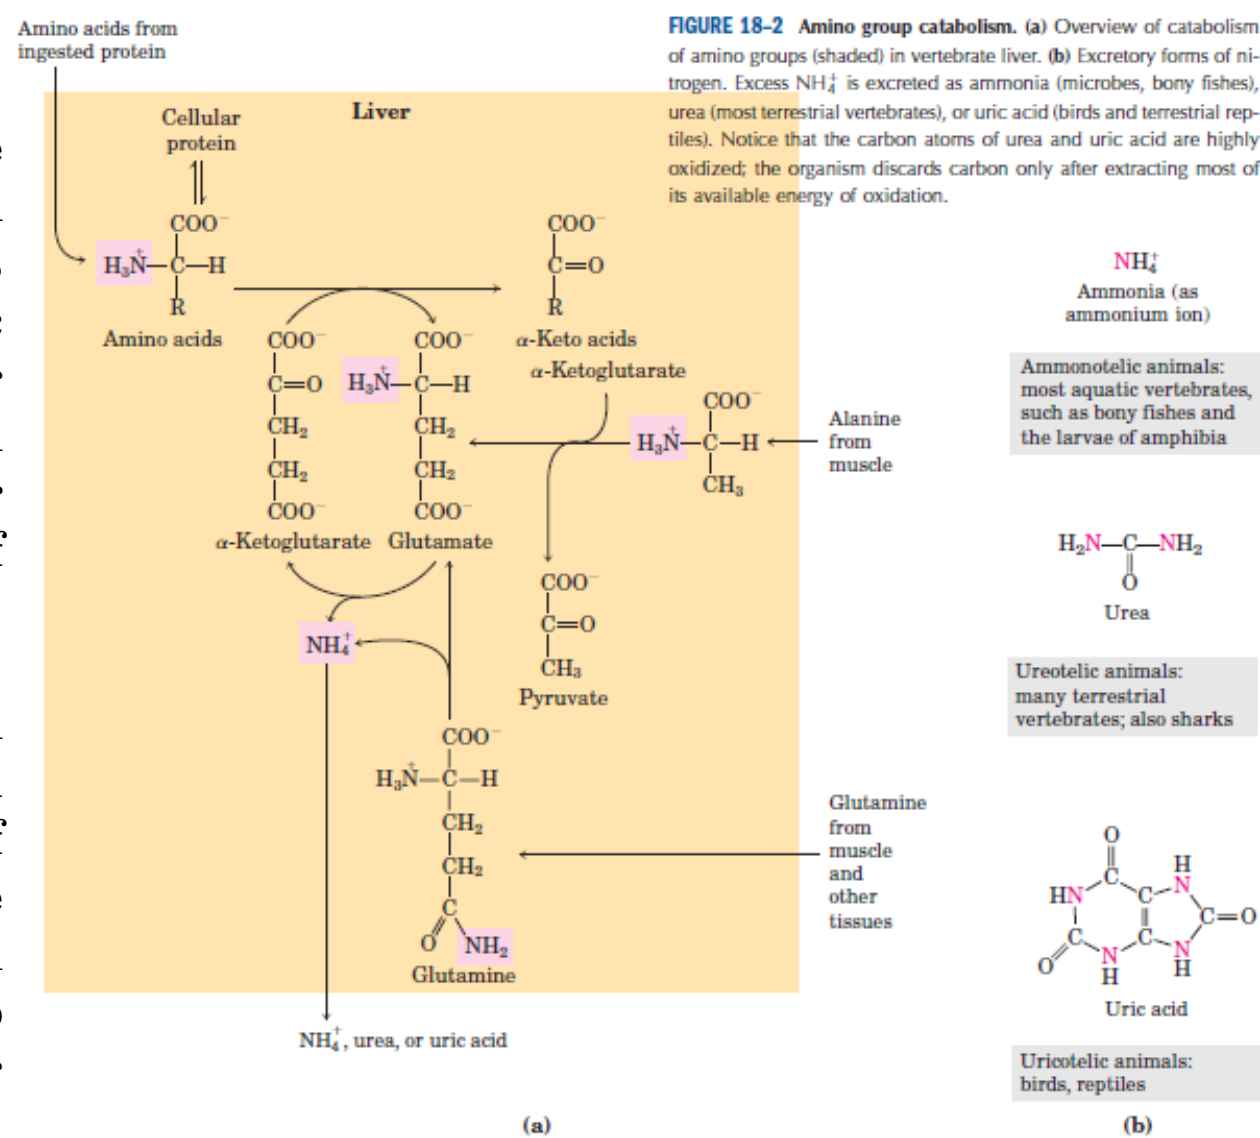 Amino acids from
ingested protein
FIGURE 18–2 Amino group catabolism. (a) Overview of catabolism
of amino groups (shaded) in vertebrate liver. (b) Excretory forms of ni-
trogen. Excess NH₄⁺ is excreted as ammonia (microbes, bony fishes),
urea (most terrestrial vertebrates), or uric acid (birds and terrestrial rep-
tiles). Notice that the carbon atoms of urea and uric acid are highly
oxidized; the organism discards carbon only after extracting most of
its available energy of oxidation.
Liver
Cellular
protein
COO⁻
H₃N⁺—C—H
R
Amino acids
COO⁻
C=O
R
α-Keto acids
COO⁻
C=O
CH₂
CH₂
COO⁻
α-Ketoglutarate
COO⁻
H₃N⁺—C—H
CH₂
CH₂
COO⁻
Glutamate
α-Ketoglutarate
COO⁻
H₃N⁺—C—H
CH₃
Alanine
from
muscle
COO⁻
C=O
CH₃
Pyruvate
NH₄⁺
COO⁻
H₃N⁺—C—H
CH₂
CH₂
C
O NH₂
Glutamine
Glutamine
from
muscle
and
other
tissues
NH₄⁺, urea, or uric acid
(a)
NH₄⁺
Ammonia (as
ammonium ion)
Ammonotelic animals:
most aquatic vertebrates,
such as bony fishes and
the larvae of amphibia
H₂N—C—NH₂
O
Urea
Ureotelic animals:
many terrestrial
vertebrates; also sharks
O
C
H
N
HN
C
C=O
C
C
O
N
H
N
H
Uric acid
Uricotelic animals:
birds, reptiles
(b)